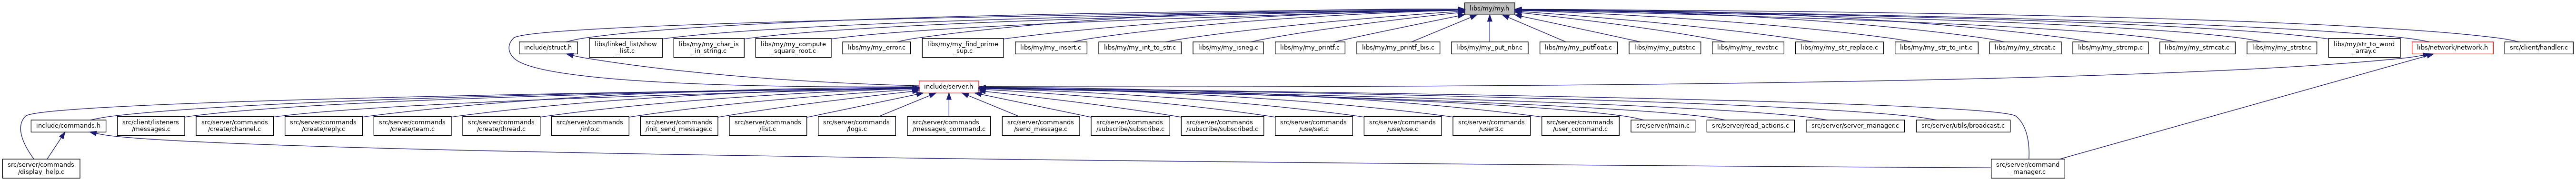 libs/my/my.h
include/struct.h
libs/linked_list/show
_list.c
libs/my/my_char_is
_in_string.c
libs/my/my_compute
_square_root.c
libs/my/my_error.c
libs/my/my_find_prime
_sup.c
libs/my/my_insert.c
libs/my/my_int_to_str.c
libs/my/my_isneg.c
libs/my/my_printf.c
libs/my/my_printf_bis.c
libs/my/my_put_nbr.c
libs/my/my_putfloat.c
libs/my/my_putstr.c
libs/my/my_revstr.c
libs/my/my_str_replace.c
libs/my/my_str_to_int.c
libs/my/my_strcat.c
libs/my/my_strcmp.c
libs/my/my_stmcat.c
libs/my/my_strstr.c
libs/my/str_to_word
_array.c
libs/network/network.h
src/client/handler.c
include/server.h
include/commands.h
src/client/listeners
/messages.c
src/server/commands
/create/channel.c
src/server/commands
/create/reply.c
src/server/commands
/create/team.c
src/server/commands
/create/thread.c
src/server/commands
/info.c
src/server/commands
/init_send_message.c
src/server/commands
/list.c
src/server/commands
/logs.c
src/server/commands
/messages_command.c
src/server/commands
/send_message.c
src/server/commands
/subscribe/subscribe.c
src/server/commands
/subscribe/subscribed.c
src/server/commands
/use/set.c
src/server/commands
/use/use.c
src/server/commands
/user3.c
src/server/commands
/user_command.c
src/server/main.c
src/server/read_actions.c
src/server/server_manager.c
src/server/utils/broadcast.c
src/server/commands
/display_help.c
src/server/command
_manager.c